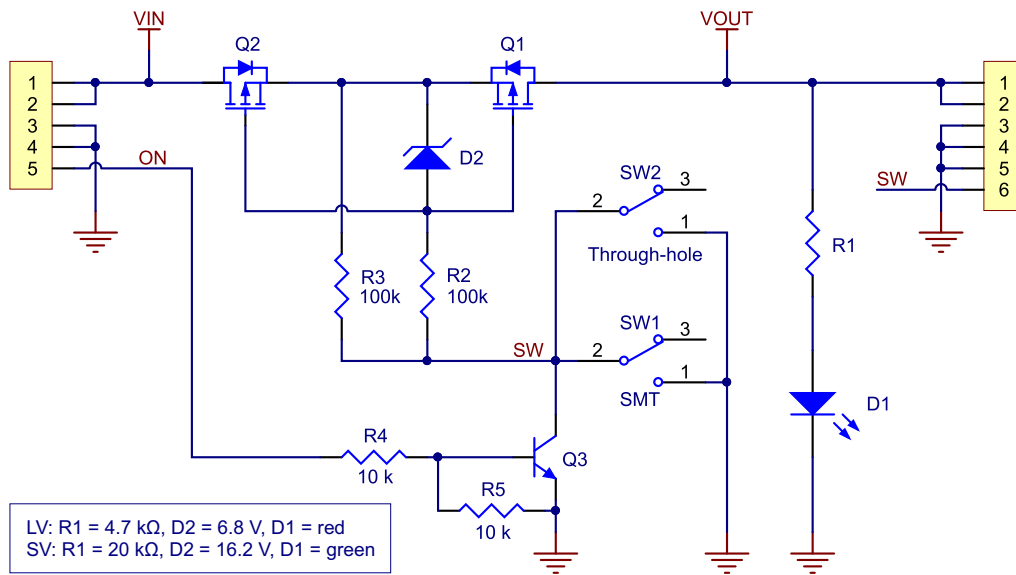 VIN
VOUT
Q2
Q1
1
2
3
4
5
ON
D2
SW2
3
2
1
Through-hole
SW
1
2
3
4
5
6
R3
100k
R2
100k
R1
SW
SW1
3
2
1
SMT
D1
R4
10 k
Q3
R5
10 k
LV: R1 = 4.7 kΩ, D2 = 6.8 V, D1 = red
SV: R1 = 20 kΩ, D2 = 16.2 V, D1 = green